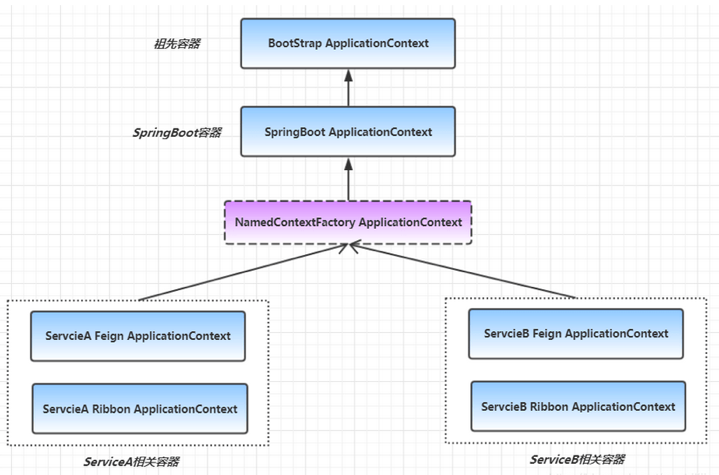 祖先容器
BootStrap ApplicationContext
SpringBoot容器
SpringBoot ApplicationContext
NamedContextFactory ApplicationContext
ServcieA Feign ApplicationContext
ServcieA Ribbon ApplicationContext
ServiceA相关容器
ServcieB Feign ApplicationContext
ServcieB Ribbon ApplicationContext
ServiceB相关容器